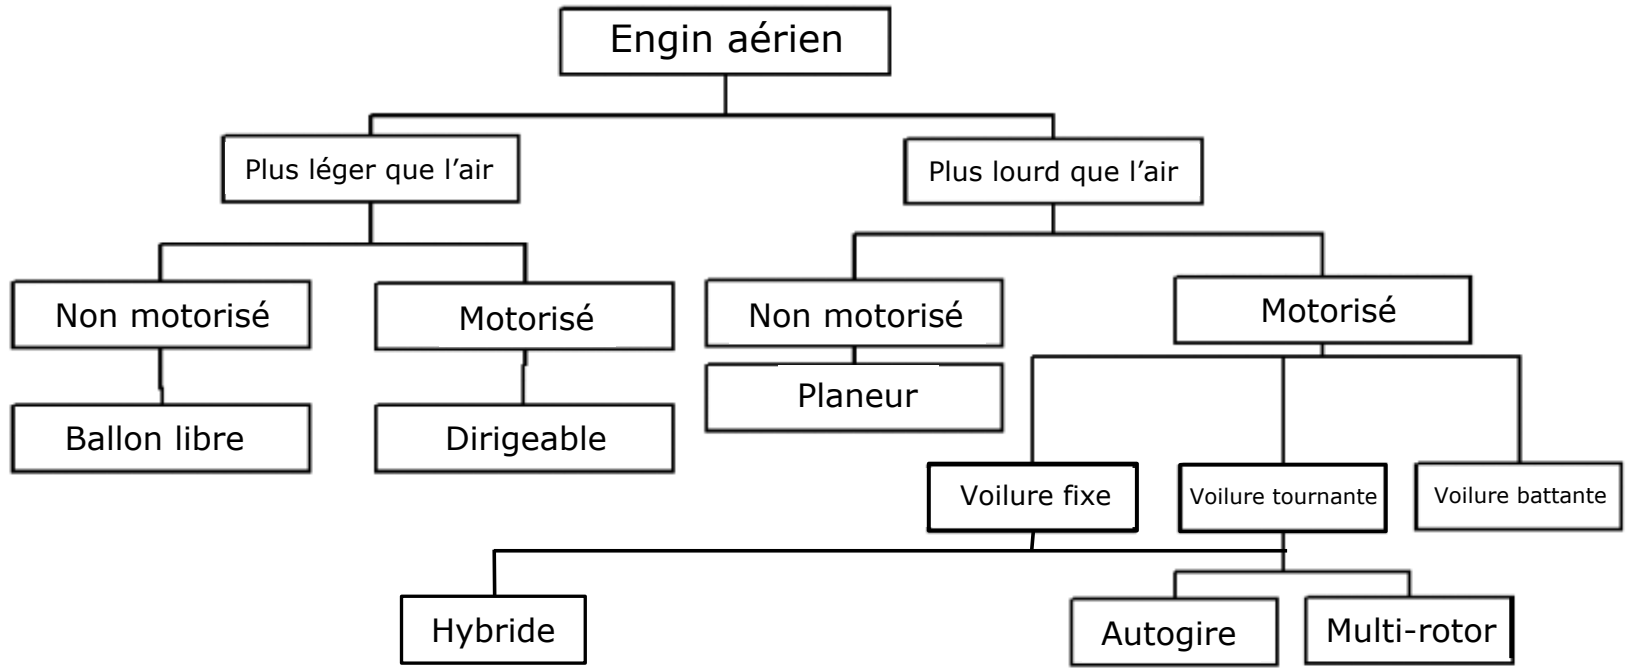 Engin aérien
Plus léger que l’air
Plus lourd que l’air
Non motorisé
Motorisé
Non motorisé
Motorisé
Planeur
Ballon libre
Dirigeable
Voilure fixe
Voilure tournante
Voilure battante
Hybride
Autogire
Multi-rotor